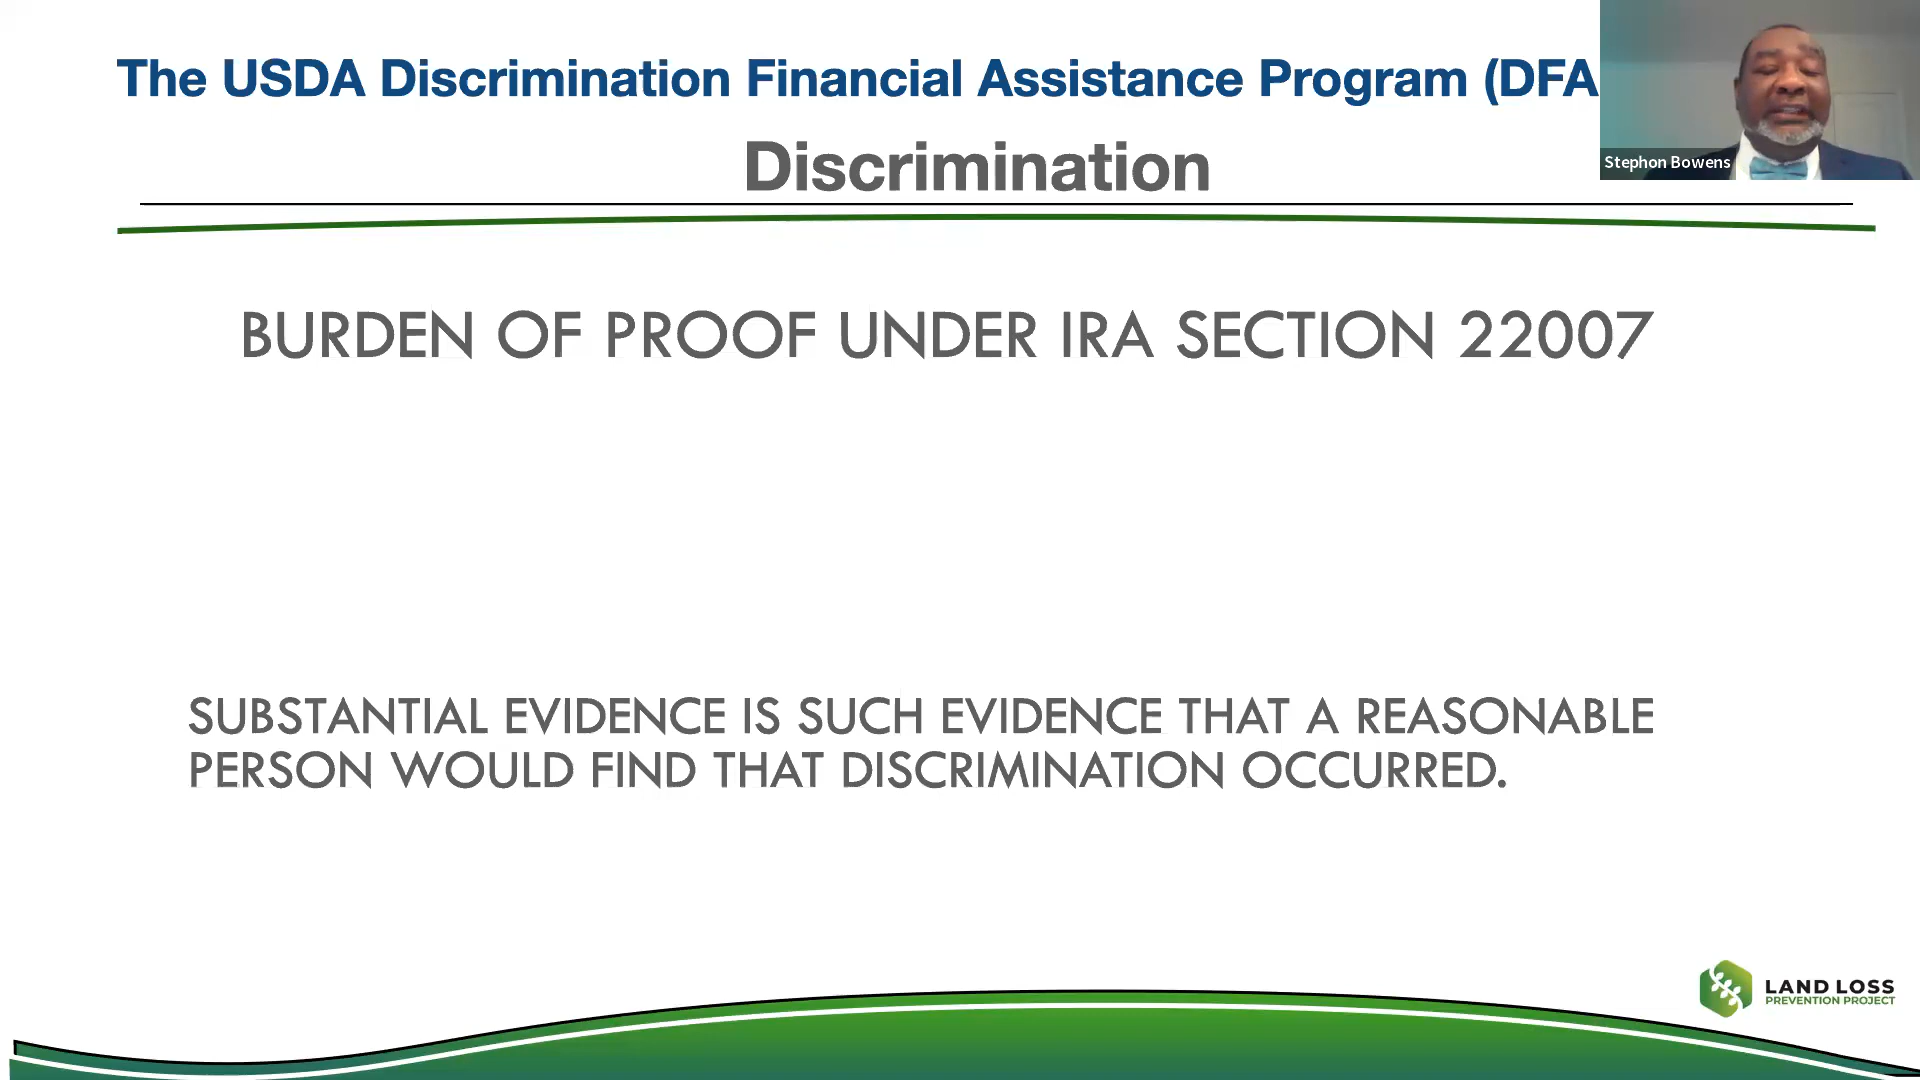 The USDA Discrimination Financial Assistance Program (DFA
Discrimination
Stephon Bowens
BURDEN OF PROOF UNDER IRA SECTION 22007
SUBSTANTIAL EVIDENCE IS SUCH EVIDENCE THAT A REASONABLE
PERSON WOULD FIND THAT DISCRIMINATION OCCURRED.
LAND LOSS
PREVENTION PROJECT